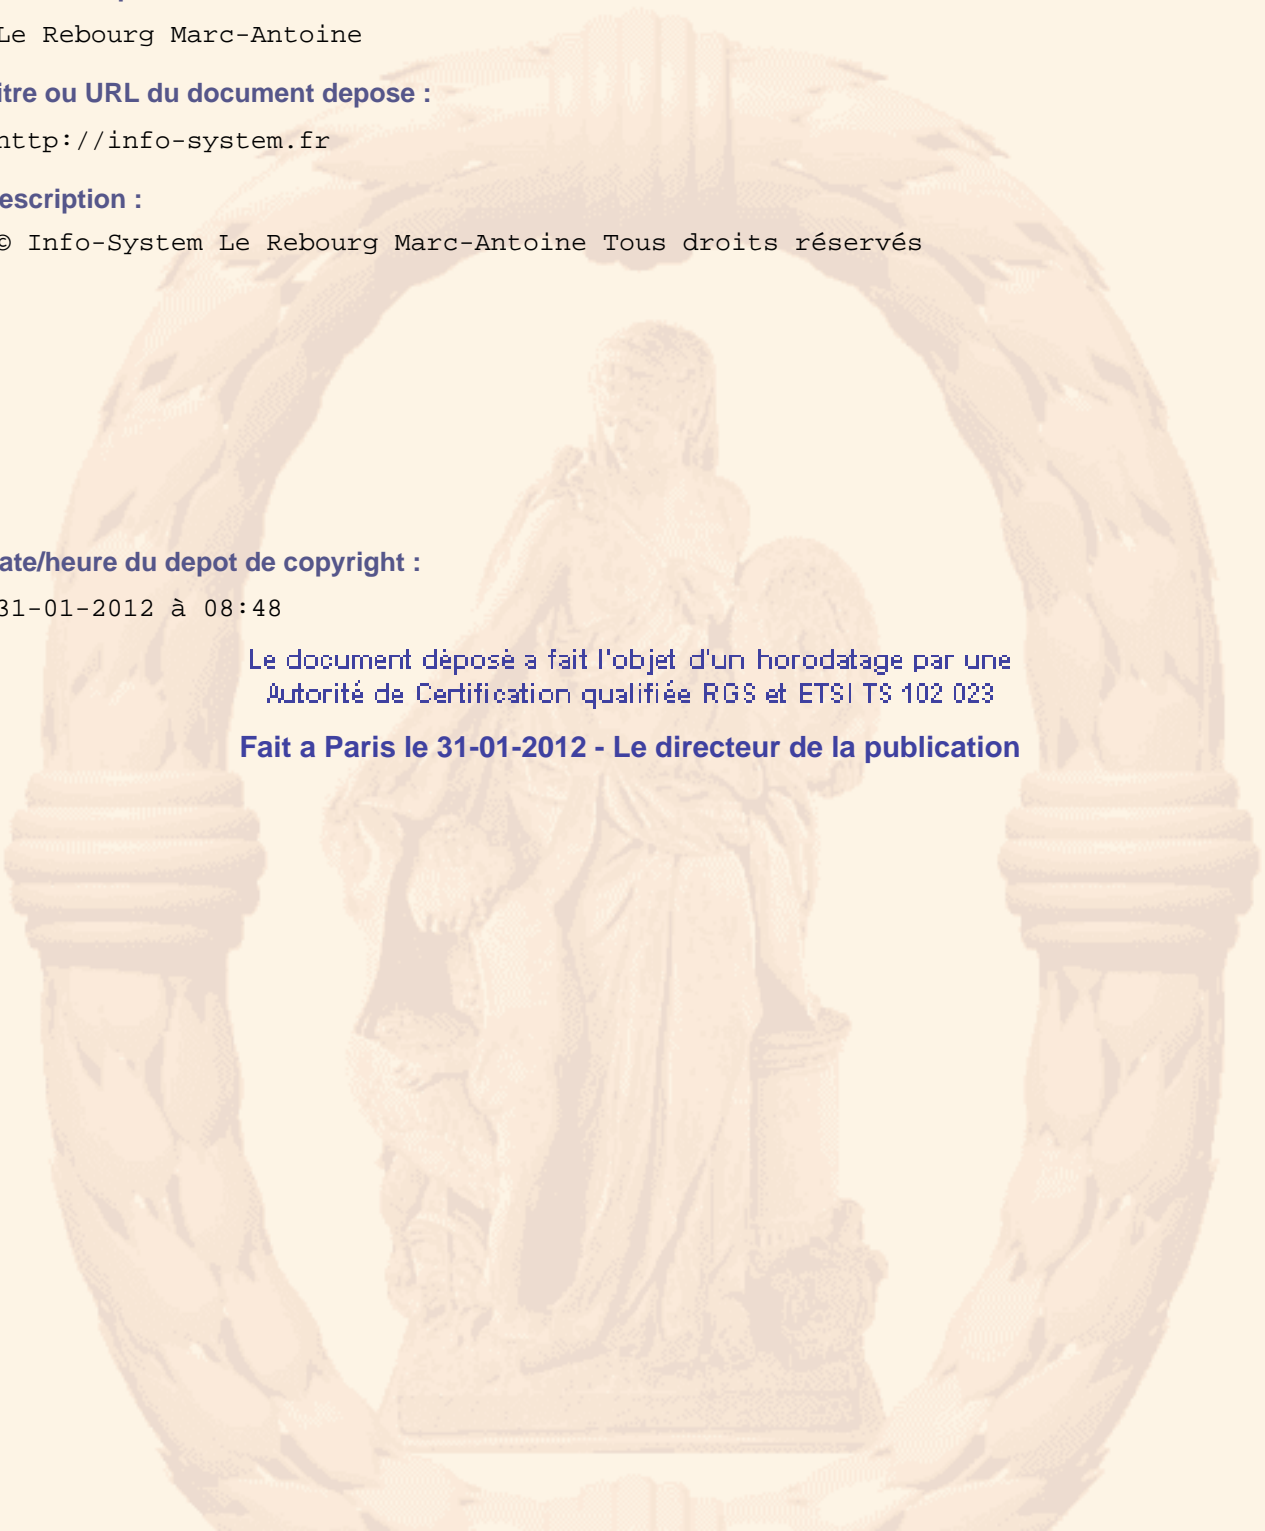 Le Rebourg Marc-Antoine
itre ou URL du document depose :
http://info-system.fr
escription :
© Info-System Le Rebourg Marc-Antoine Tous droits réservés
ate/heure du depot de copyright :
31-01-2012 à 08:48
Le document déposé a fait l'objet d'un horodatage par une
Autorité de Certification qualifiée RGS et ETSI TS 102 023
Fait a Paris le 31-01-2012 - Le directeur de la publication